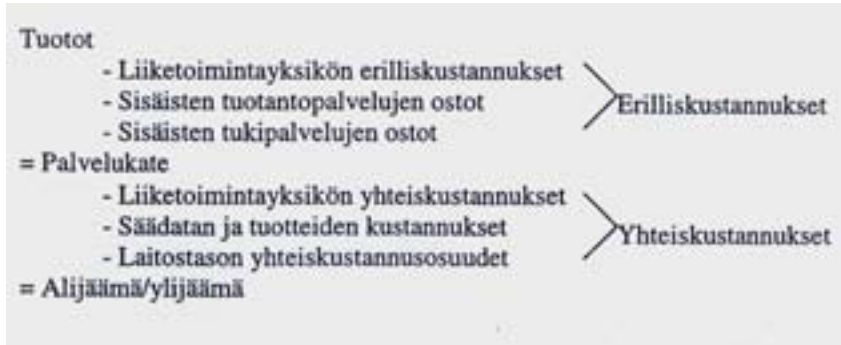 Tuotot
- Liiketoimintayksikön erilliskustannukset
- Sisäisten tuotantopalvelujen ostot
Erilliskustannukset
- Sisäisten tukipalvelujen ostot
= Palvelukate
- Liiketoimintayksikön yhteiskustannukset
- Säädatan ja tuotteiden kustannukset
Yhteiskustannukset
- Laitostason yhteiskustannusosuudet
= Alijäämä/ylijäämä